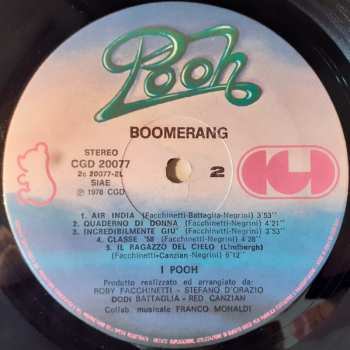 Pooh
BOOMERANG
STEREO
CGD 20077
2c 20077-2L
SIAE
℗ 1978 CGD
2
1. AIR INDIA (Facchinetti-Battaglia-Negrini) 3'53"
2. QUADERNO DI DONNA (Facchinetti-Negrini) 4'21"
3. INCREDIBILMENTE GIU' (Facchinetti-Negrini) 3'53"
4. CLASSE '58 (Facchinetti-Negrini) 4'28"
5. IL RAGAZZO DEL CIELO (Lindbergh)
(Facchinetti-Canzian-Negrini) 5'57"
I POOH
Prodotto realizzato ed arrangiato da:
ROBY FACCHINETTI - STEFANO D'ORAZIO
DODI BATTAGLIA - RED CANZIAN
Collab. musicale FRANCO MONALDI